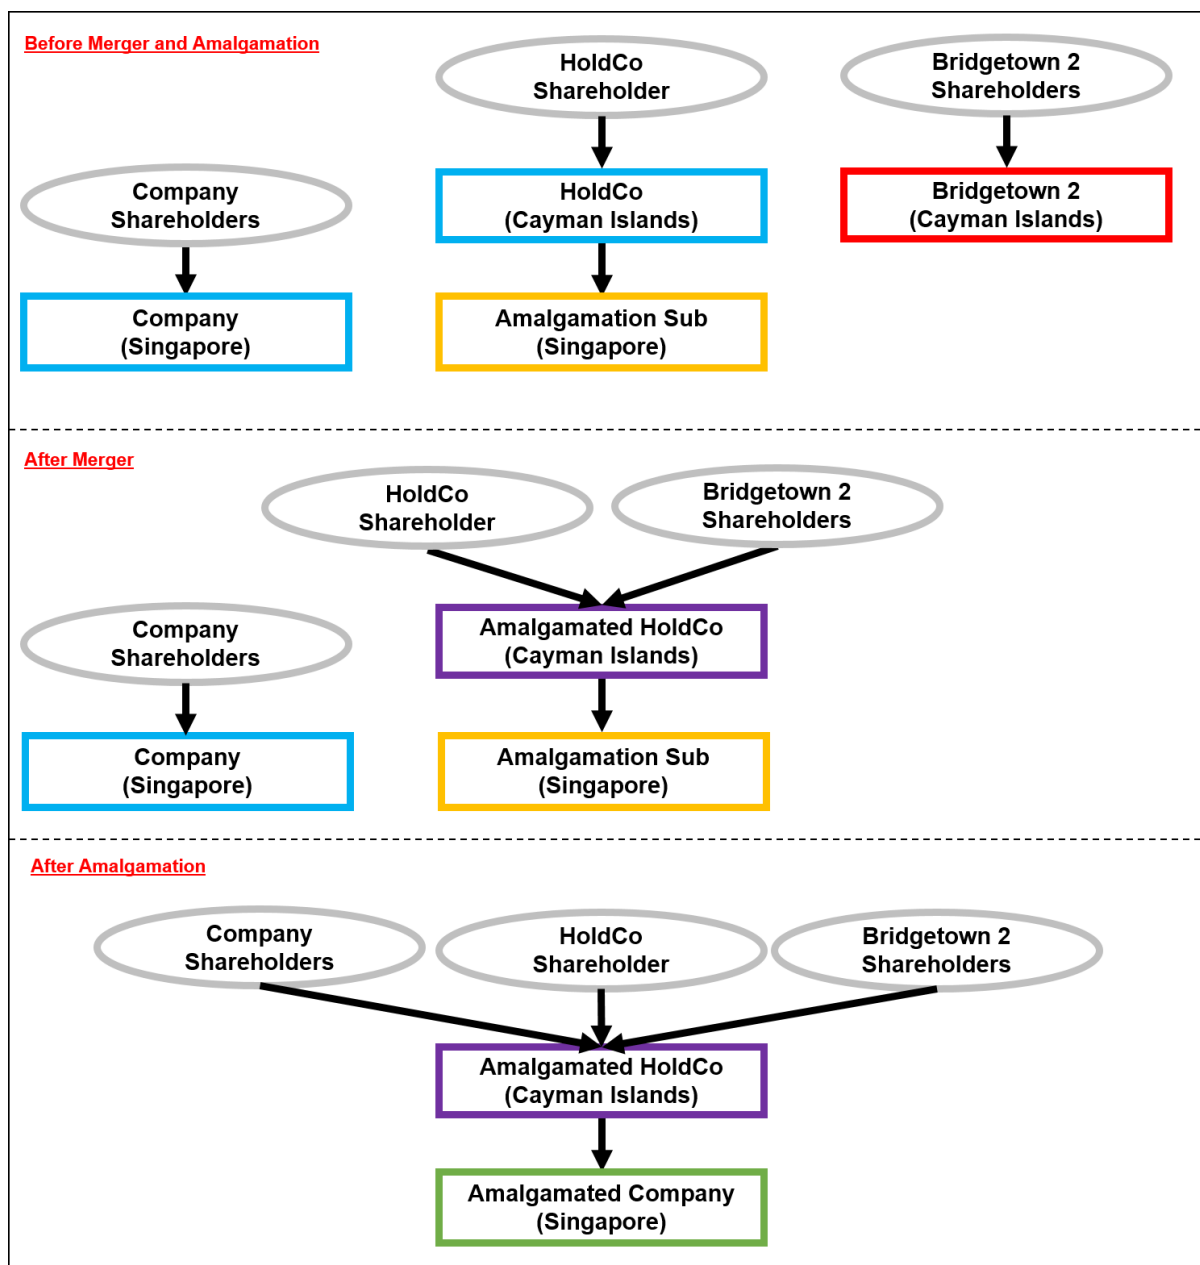 Before Merger and Amalgamation
HoldCo
Shareholder
Bridgetown 2
Shareholders
Company
Shareholders
HoldCo
(Cayman Islands)
Bridgetown 2
(Cayman Islands)
Company
(Singapore)
Amalgamation Sub
(Singapore)
After Merger
HoldCo
Shareholder
Bridgetown 2
Shareholders
Company
Shareholders
Amalgamated HoldCo
(Cayman Islands)
Company
(Singapore)
Amalgamation Sub
(Singapore)
After Amalgamation
Company
Shareholders
HoldCo
Shareholder
Bridgetown 2
Shareholders
Amalgamated HoldCo
(Cayman Islands)
Amalgamated Company
(Singapore)